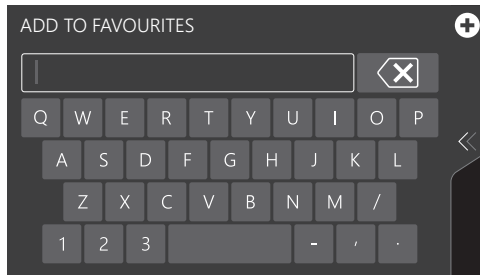 ADD TO FAVOURITES
Q W E R T Y U I O P
A S D F G H J K L
Z X C V B N M /
1 2 3 - , .